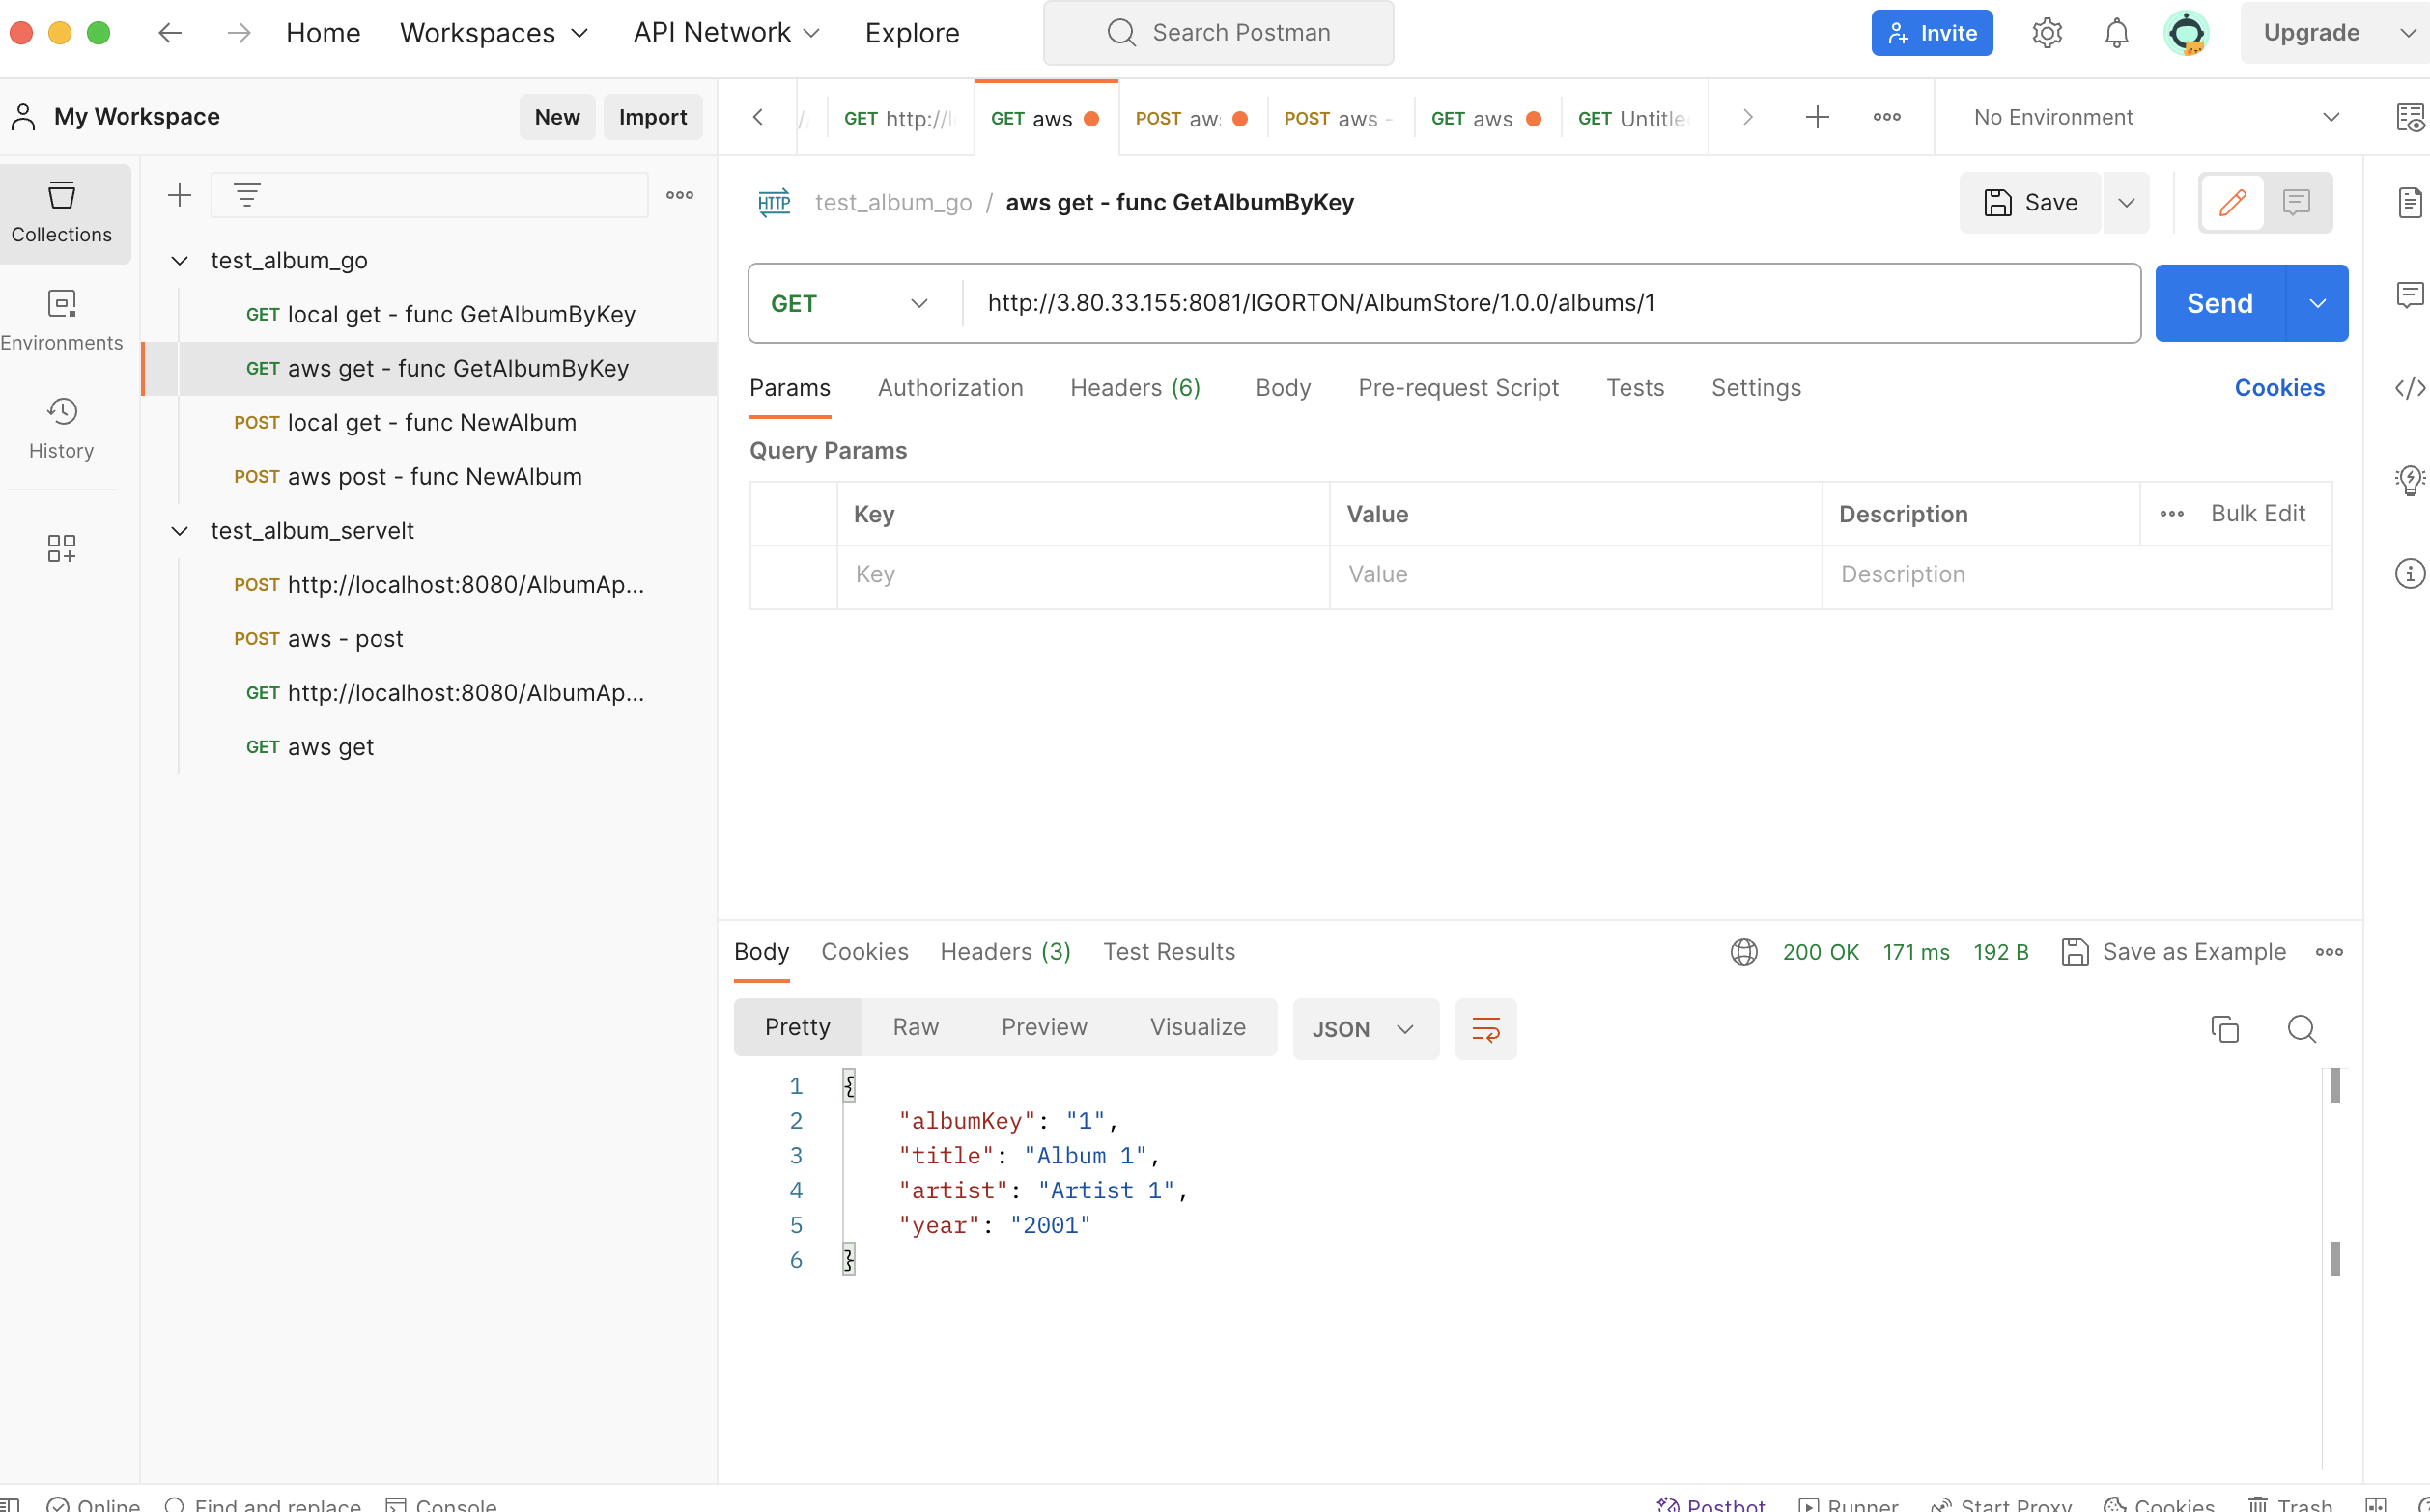 Home Workspaces API Network Explore Search Postman Invite Upgrade
My Workspace New Import GET http://l GET aws POST aw: POST aws - GET aws GET Untitle No Environment
Collections
Environments
History
test_album_go
GET local get - func GetAlbumByKey
GET aws get - func GetAlbumByKey
POST local get - func NewAlbum
POST aws post - func NewAlbum
test_album_servelt
POST http://localhost:8080/AlbumAp...
POST aws - post
GET http://localhost:8080/AlbumAp...
GET aws get
HTTP test_album_go / aws get - func GetAlbumByKey Save
GET http://3.80.33.155:8081/IGORTON/AlbumStore/1.0.0/albums/1 Send
Params Authorization Headers (6) Body Pre-request Script Tests Settings Cookies
Query Params
Key Value Description Bulk Edit
Key Value Description
Body Cookies Headers (3) Test Results 200 OK 171 ms 192 B Save as Example
Pretty Raw Preview Visualize JSON
1 {
2 "albumKey": "1",
3 "title": "Album 1",
4 "artist": "Artist 1",
5 "year": "2001"
6 }
Online Find and replace Console Postbot Runner Start Proxy Cookies Trash